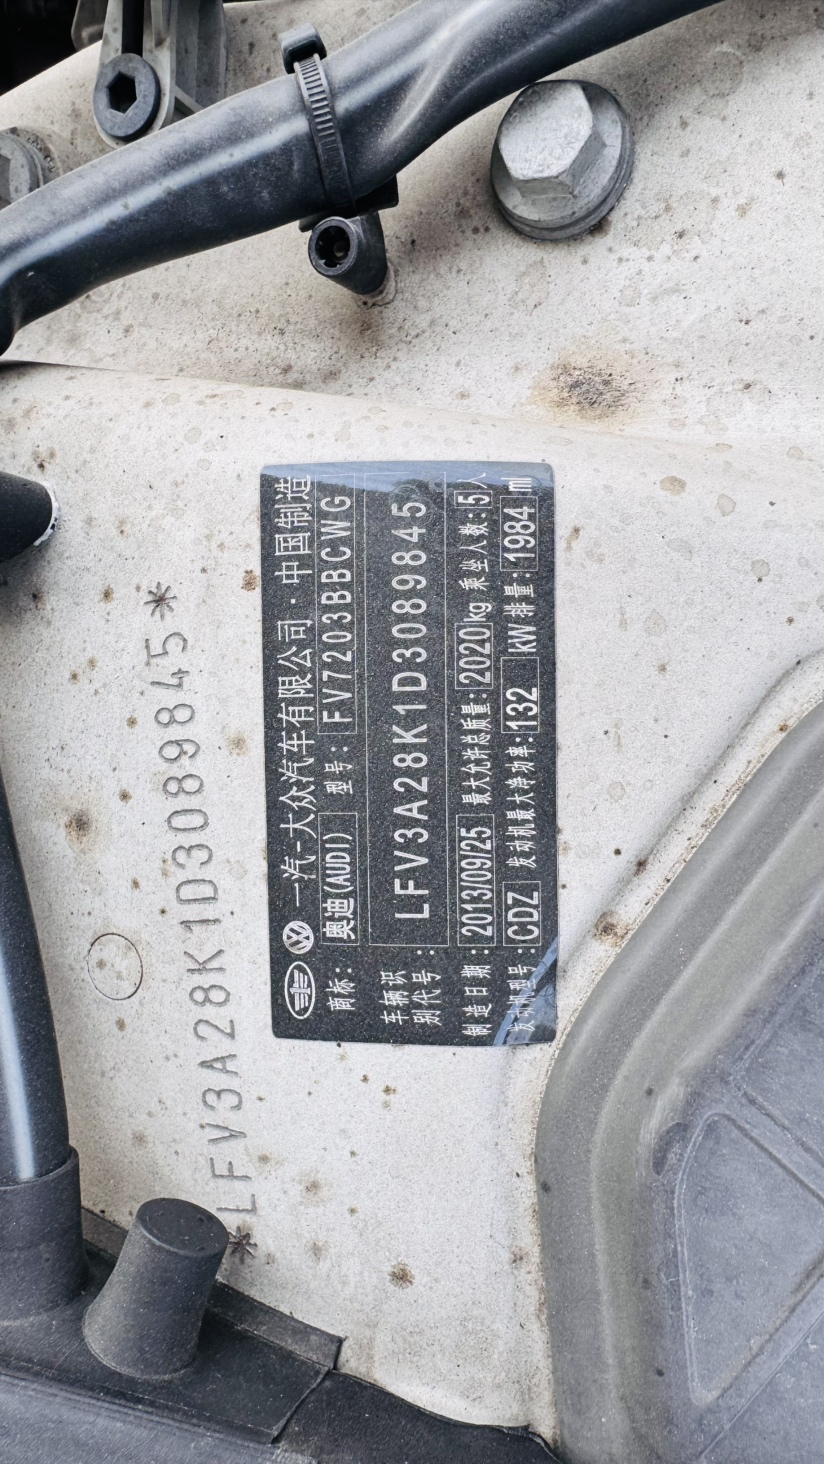 *LFV3A28K1D3089845*
一汽-大众汽车有限公司·中国制造
商标: 奥迪(AUDI) 型号: FV7203BBCWG
车辆识别代号: LFV3A28K1D3089845
制造日期: 2013/09/25 最大允许总质量: 2020kg 乘坐人数: 5人
发动机型号: CDZ 发动机最大净功率: 132 kW 排量: 1984 ml